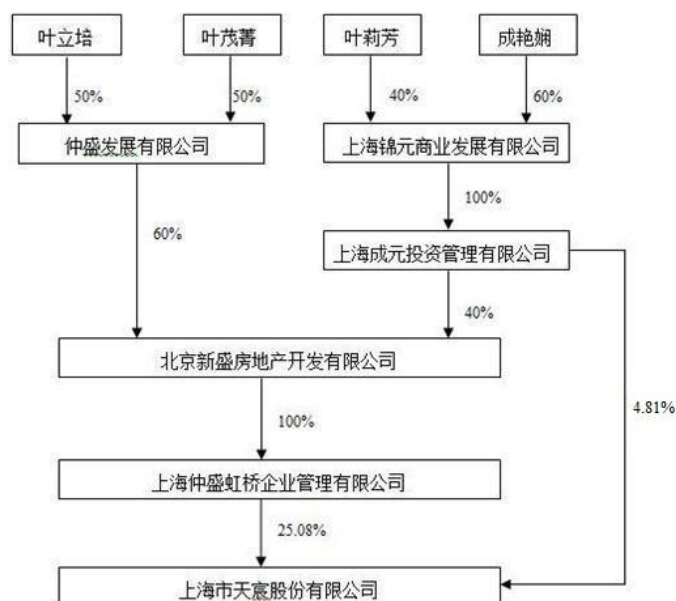 叶立培
叶茂菁
叶莉芳
成艳娴
50%
50%
40%
60%
仲盛发展有限公司
上海锦元商业发展有限公司
100%
60%
上海成元投资管理有限公司
40%
北京新盛房地产开发有限公司
4.81%
100%
上海仲盛虹桥企业管理有限公司
25.08%
上海市天宸股份有限公司